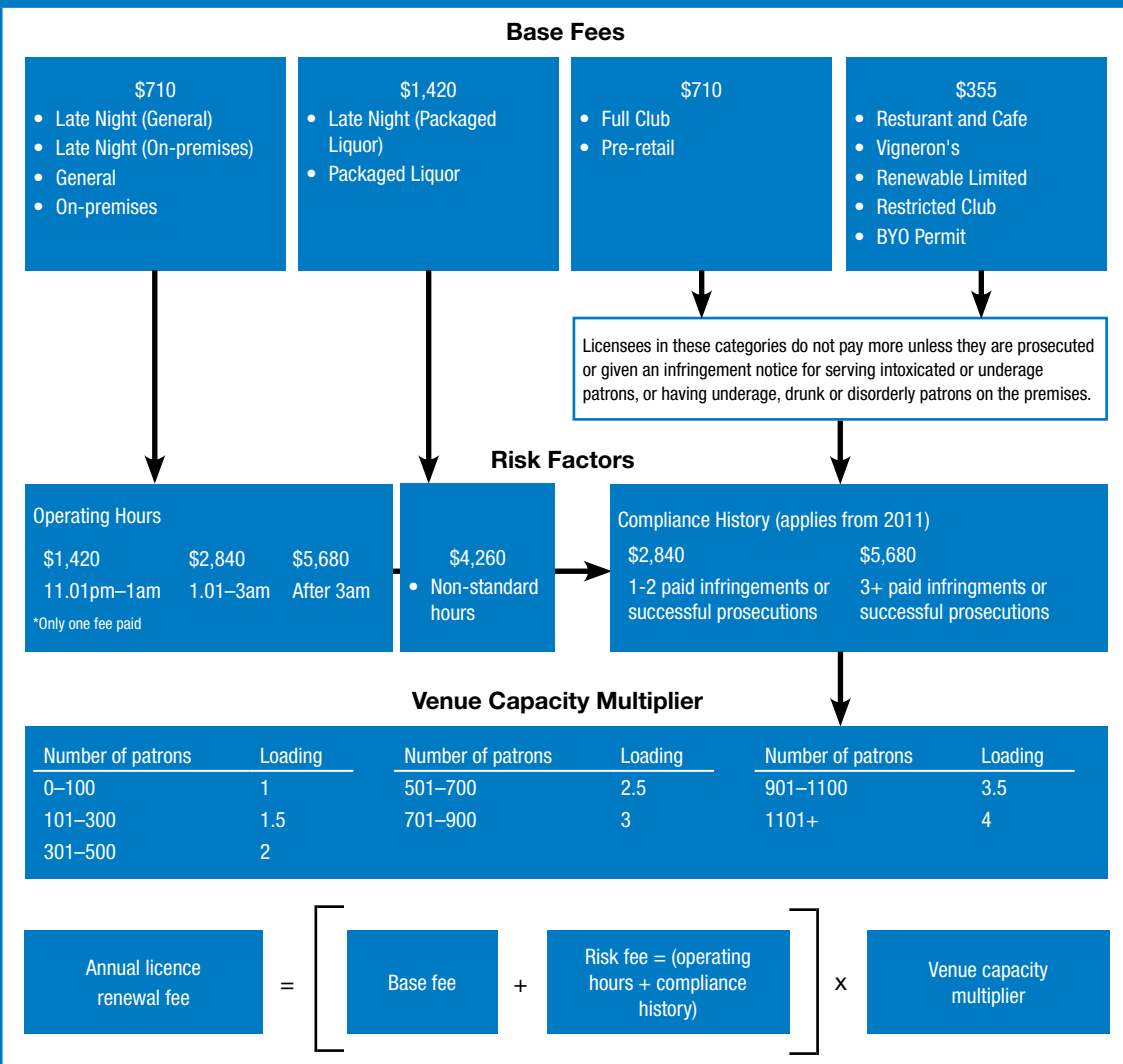 Base Fees
$710
• Late Night (General)
• Late Night (On-premises)
• General
• On-premises
$1,420
• Late Night (Packaged
Liquor)
• Packaged Liquor
$710
• Full Club
• Pre-retail
$355
• Resturant and Cafe
• Vigneron's
• Renewable Limited
• Restricted Club
• BYO Permit
Licensees in these categories do not pay more unless they are prosecuted
or given an infringement notice for serving intoxicated or underage
patrons, or having underage, drunk or disorderly patrons on the premises.
Risk Factors
Operating Hours
$1,420 $2,840 $5,680
11.01pm–1am 1.01–3am After 3am
*Only one fee paid
$4,260
• Non-standard
hours
Compliance History (applies from 2011)
$2,840 $5,680
1-2 paid infringements or
successful prosecutions
3+ paid infringments or
successful prosecutions
Venue Capacity Multiplier
Number of patrons Loading Number of patrons Loading Number of patrons Loading
0–100 1 501–700 2.5 901–1100 3.5
101–300 1.5 701–900 3 1101+ 4
301–500 2
Annual licence
renewal fee
=
Base fee
+
Risk fee = (operating
hours + compliance
history)
x
Venue capacity
multiplier